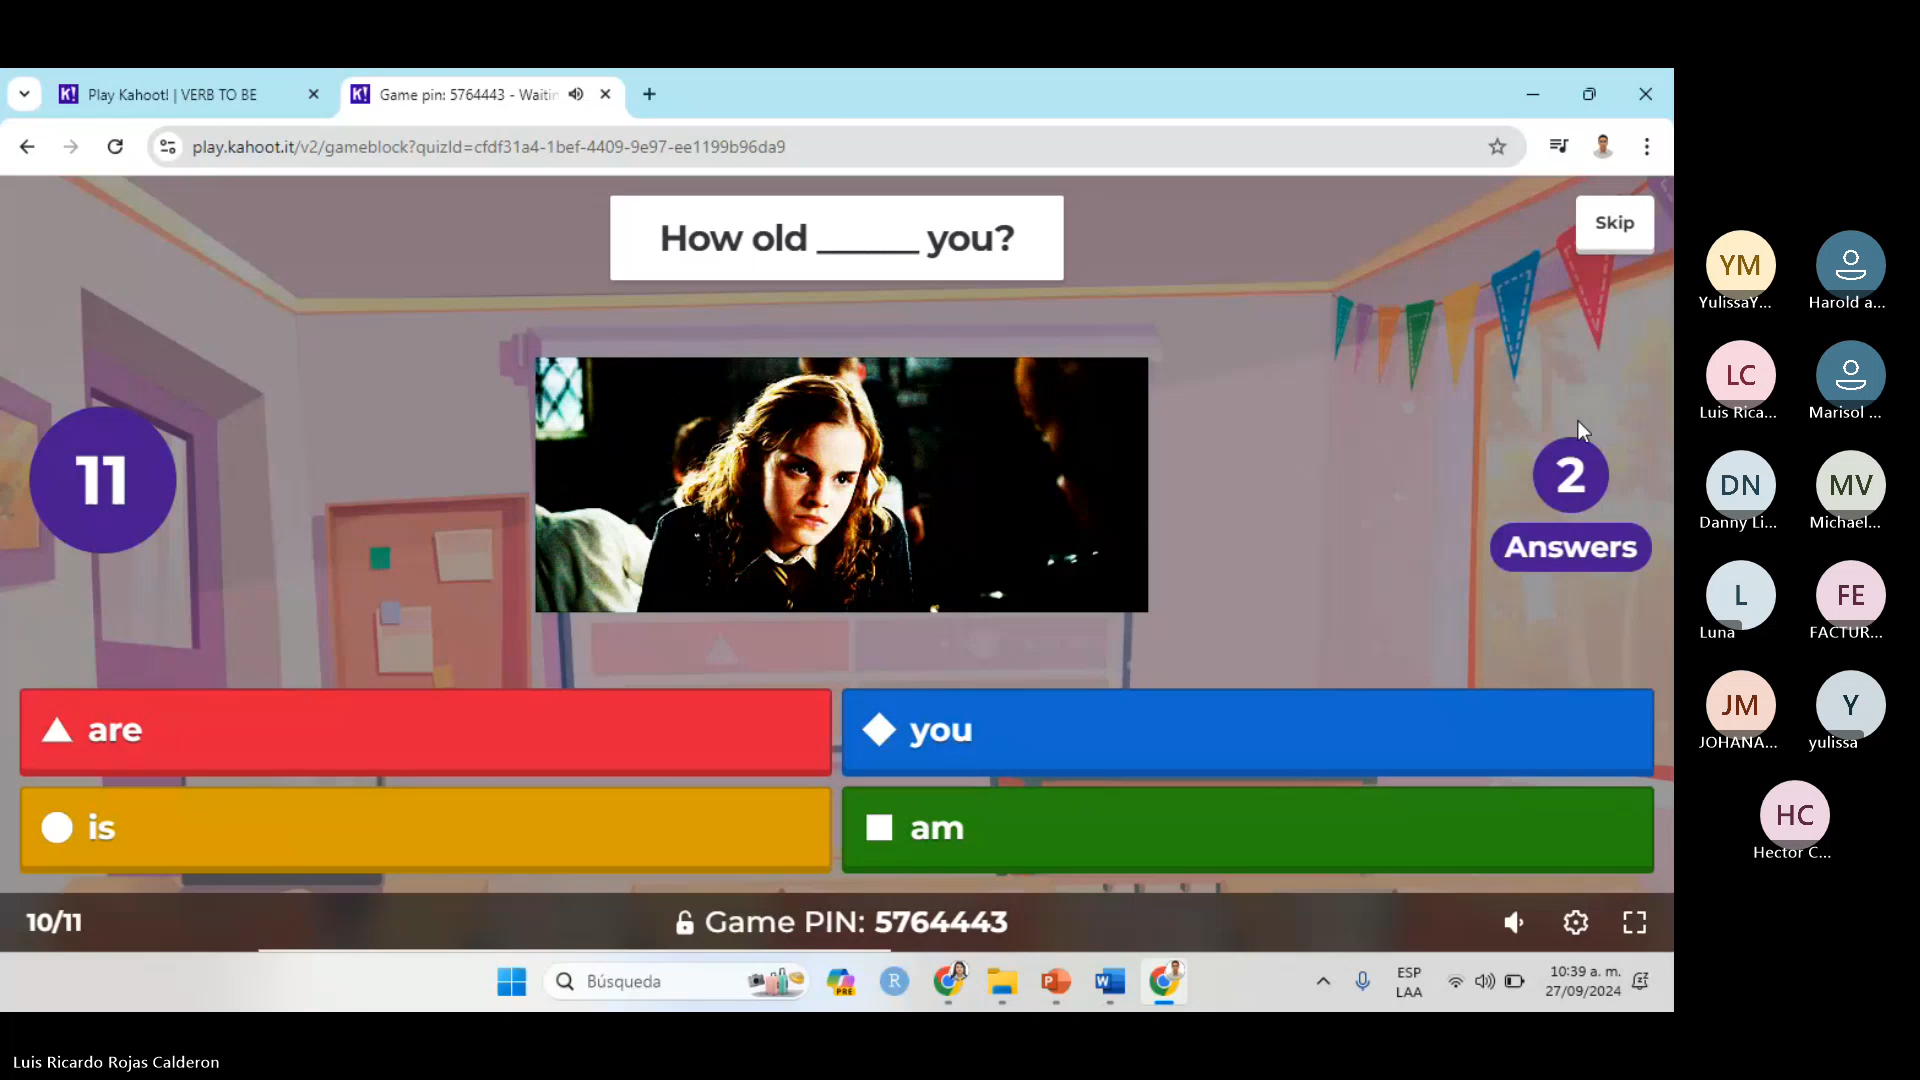 Play Kahoot! | VERB TO BE
Game pin: 5764443 - Waitin
play.kahoot.it/v2/gameblock?quizId=cfdf31a4-1bef-4409-9e97-ee1199b96da9
How old ______ you?
Skip
11
2
Answers
are
you
is
am
10/11
Game PIN: 5764443
Búsqueda
PRE
R
P
W
ESP
LAA
10:39 a. m.
27/09/2024
YM
YulissaY...
Harold a...
LC
Luis Rica...
Marisol ...
DN
Danny Li...
MV
Michael...
L
Luna
FE
FACTUR...
JM
JOHANA...
Y
yulissa
HC
Hector C...
Luis Ricardo Rojas Calderon